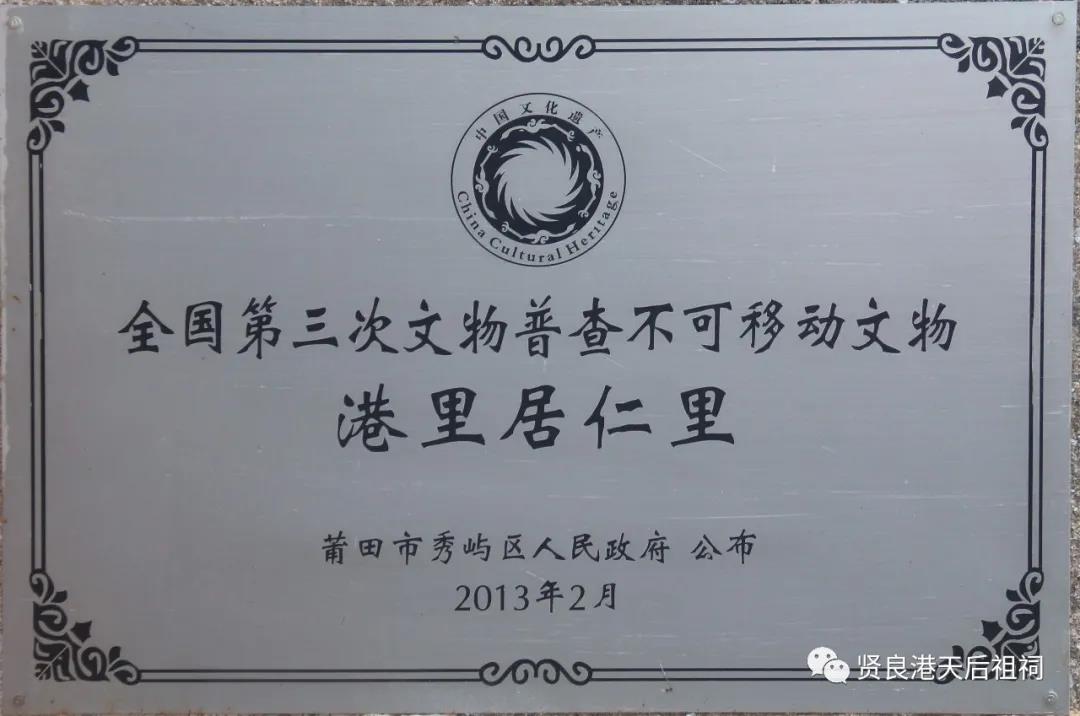 中国文化遗产
China Cultural Heritage
全国第三次文物普查不可移动文物
港里居仁里
莆田市秀屿区人民政府 公布
2013年2月
贤良港天后祖祠